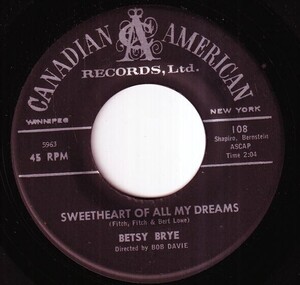 CANADIAN AMERICAN
CA
RECORDS, Ltd.
WINNIPEG
NEW YORK
5963
45 RPM
108
Shapiro, Bernstein
ASCAP
Time 2:04
SWEETHEART OF ALL MY DREAMS
(Fitch, Fitch & Bert Lowe)
BETSY BRYE
Directed by BOB DAVIE